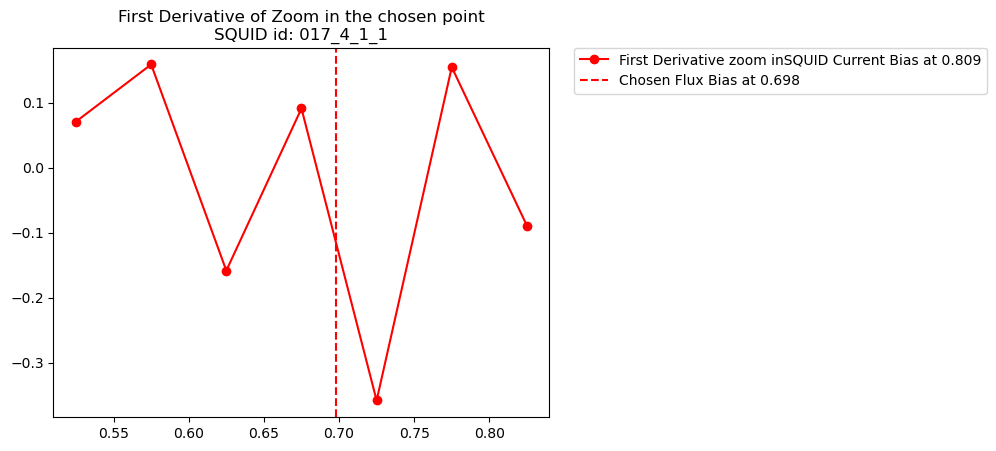 First Derivative of Zoom in the chosen point
SQUID id: 017_4_1_1
First Derivative zoom inSQUID Current Bias at 0.809
Chosen Flux Bias at 0.698
0.1
0.0
−0.1
−0.2
−0.3
0.55 0.60 0.65 0.70 0.75 0.80